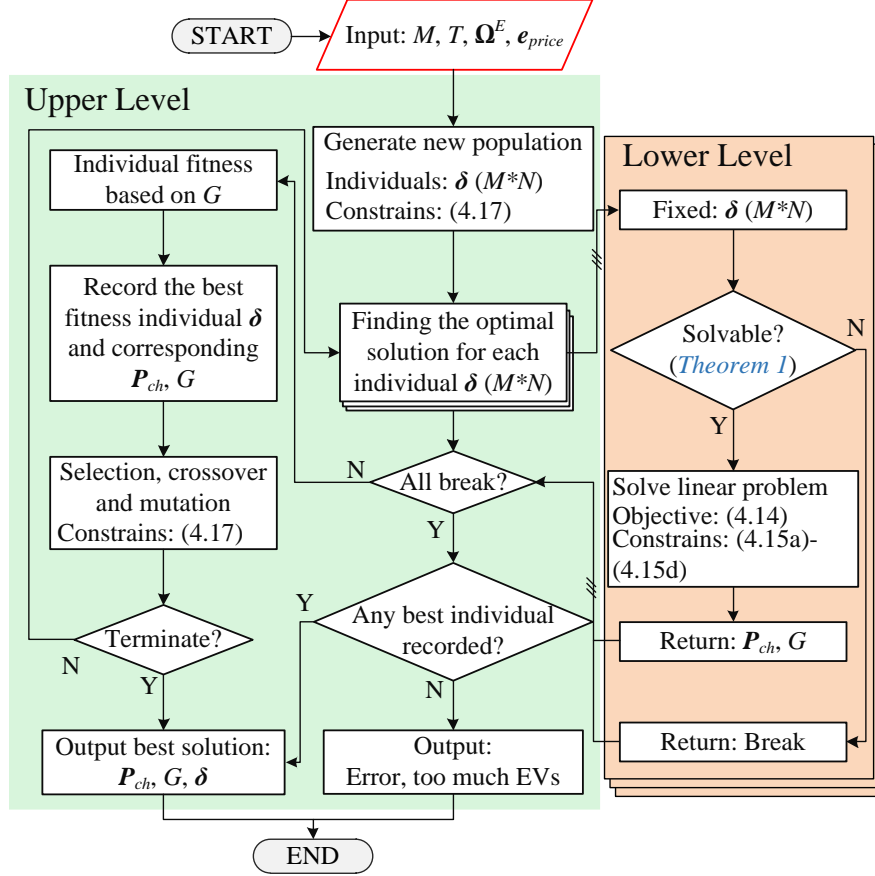 START
Input: M, T, Ω^E, e_price
Upper Level
Generate new population
Individuals: δ (M*N)
Constrains: (4.17)
Individual fitness
based on G
Record the best
fitness individual δ
and corresponding
P_ch, G
Finding the optimal
solution for each
individual δ (M*N)
Selection, crossover
and mutation
Constrains: (4.17)
N
All break?
Y
Terminate?
N
Y
Y
Any best individual
recorded?
N
Output best solution:
P_ch, G, δ
Output:
Error, too much EVs
END
Lower Level
Fixed: δ (M*N)
Solvable?
(Theorem 1)
N
Y
Solve linear problem
Objective: (4.14)
Constrains: (4.15a)-
(4.15d)
Return: P_ch, G
Return: Break